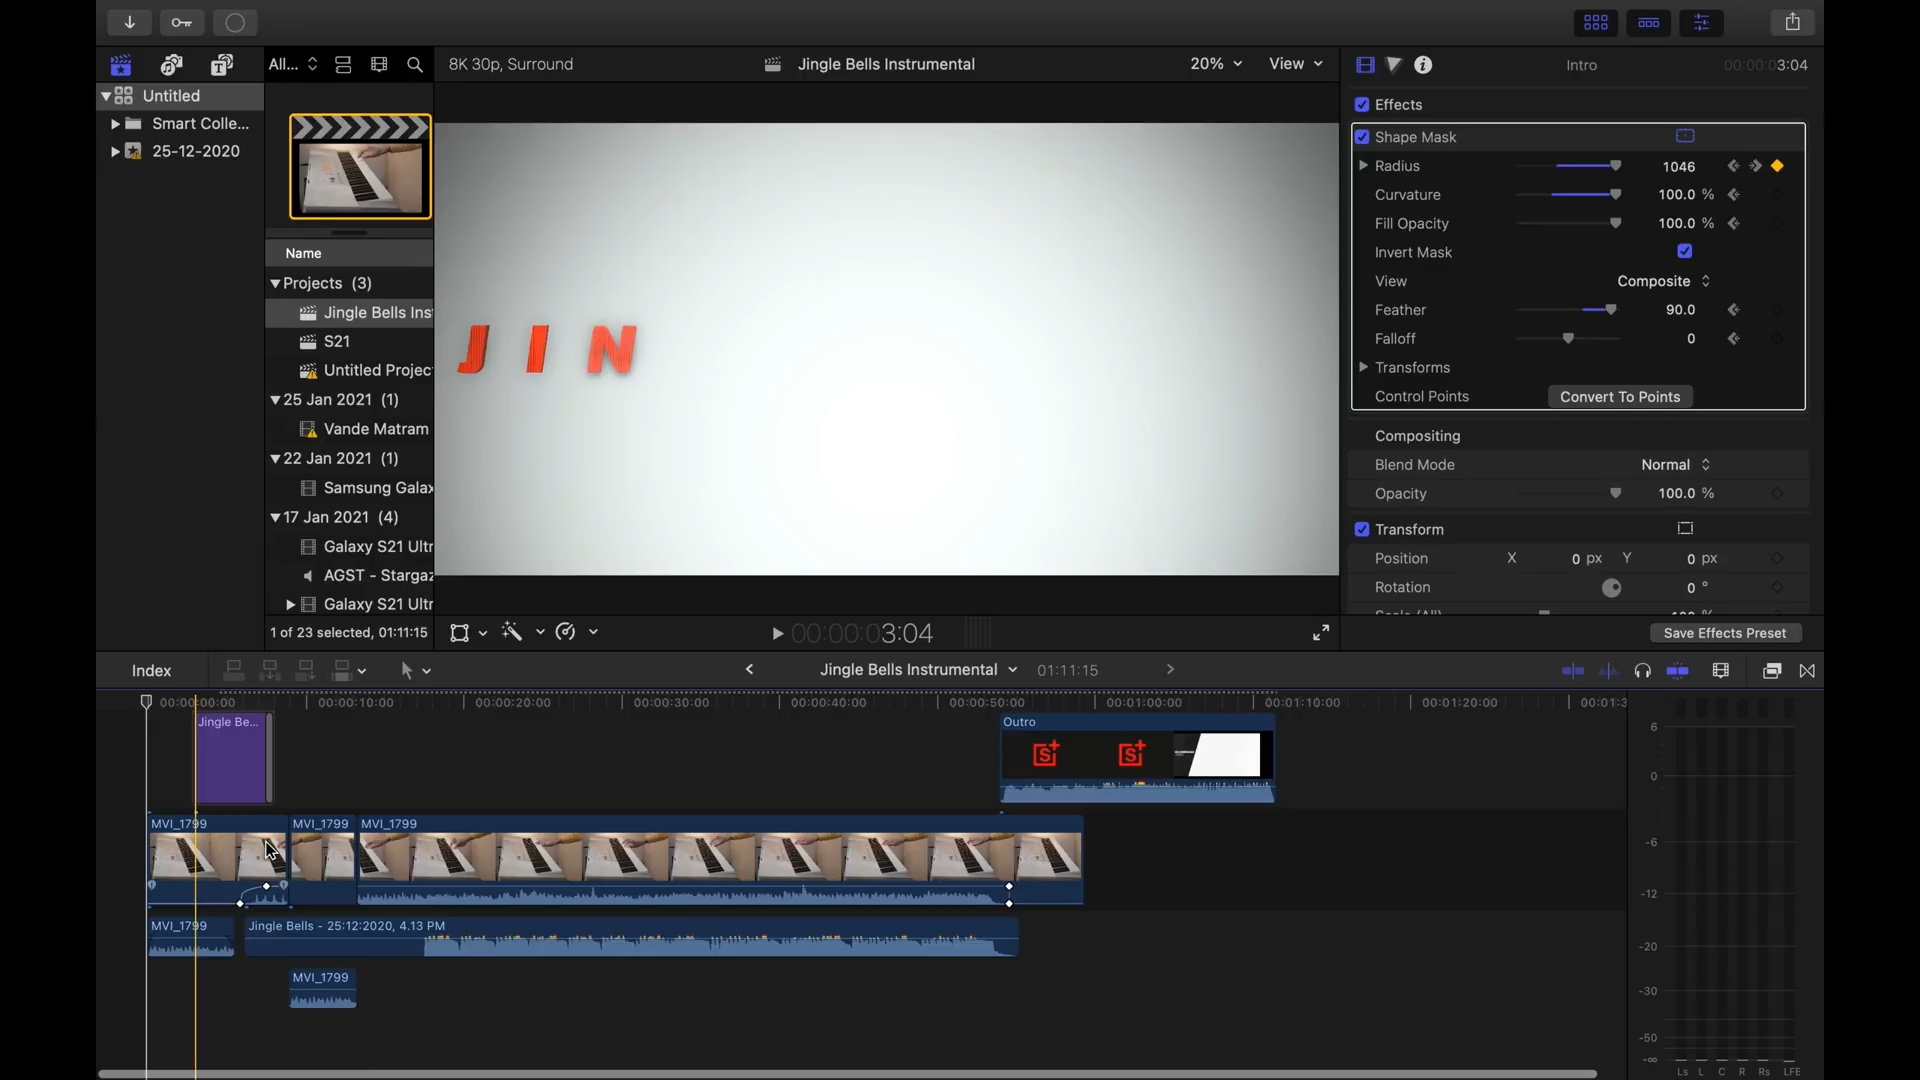 All...
8K 30p, Surround
Jingle Bells Instrumental
20%
View
Intro
00:00:03:04
Untitled
Smart Colle...
25-12-2020
Name
Projects (3)
Jingle Bells Ins
S21
Untitled Projec
25 Jan 2021 (1)
Vande Matram
22 Jan 2021 (1)
Samsung Galax
17 Jan 2021 (4)
Galaxy S21 Ultr
AGST - Stargaz
Galaxy S21 Ultr
1 of 23 selected, 01:11:15
J I N
00:00:03:04
Effects
Shape Mask
Radius 1046
Curvature 100.0 %
Fill Opacity 100.0 %
Invert Mask
View Composite
Feather 90.0
Falloff 0
Transforms
Control Points Convert To Points
Compositing
Blend Mode Normal
Opacity 100.0 %
Transform
Position X 0 px Y 0 px
Rotation 0 °
Save Effects Preset
Index
Jingle Bells Instrumental
01:11:15
00:00:00:00 00:00:10:00 00:00:20:00 00:00:30:00 00:00:40:00 00:00:50:00 00:01:00:00 00:01:10:00 00:01:20:00 00:01:3
Jingle Be...
Outro
MVI_1799 MVI_1799 MVI_1799
MVI_1799
Jingle Bells - 25:12:2020, 4.13 PM
MVI_1799
6
0
-6
-12
-20
-30
-50
-∞
Ls L C R Rs LFE